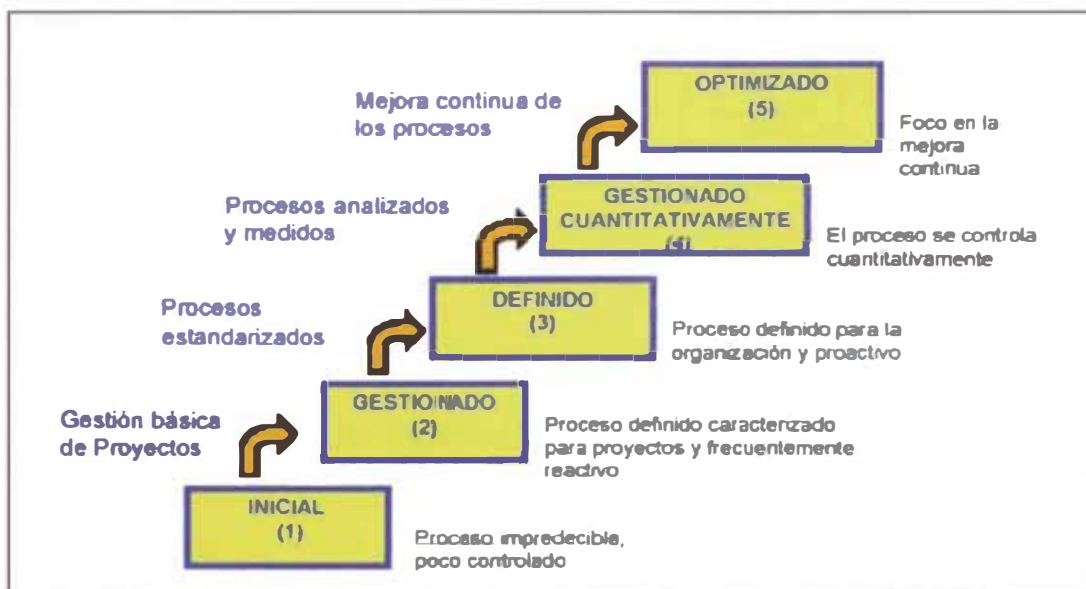 OPTIMIZADO
(5)
Mejora continua de
los procesos
Foco en la
mejora
continua
GESTIONADO
CUANTITATIVAMENTE
(4)
Procesos analizados
y medidos
El proceso se controla
cuantitativamente
DEFINIDO
(3)
Procesos
estandarizados
Proceso definido para la
organización y proactivo
GESTIONADO
(2)
Gestión básica
de Proyectos
Proceso definido caracterizado
para proyectos y frecuentemente
reactivo
INICIAL
(1)
Proceso impredecible,
poco controlado